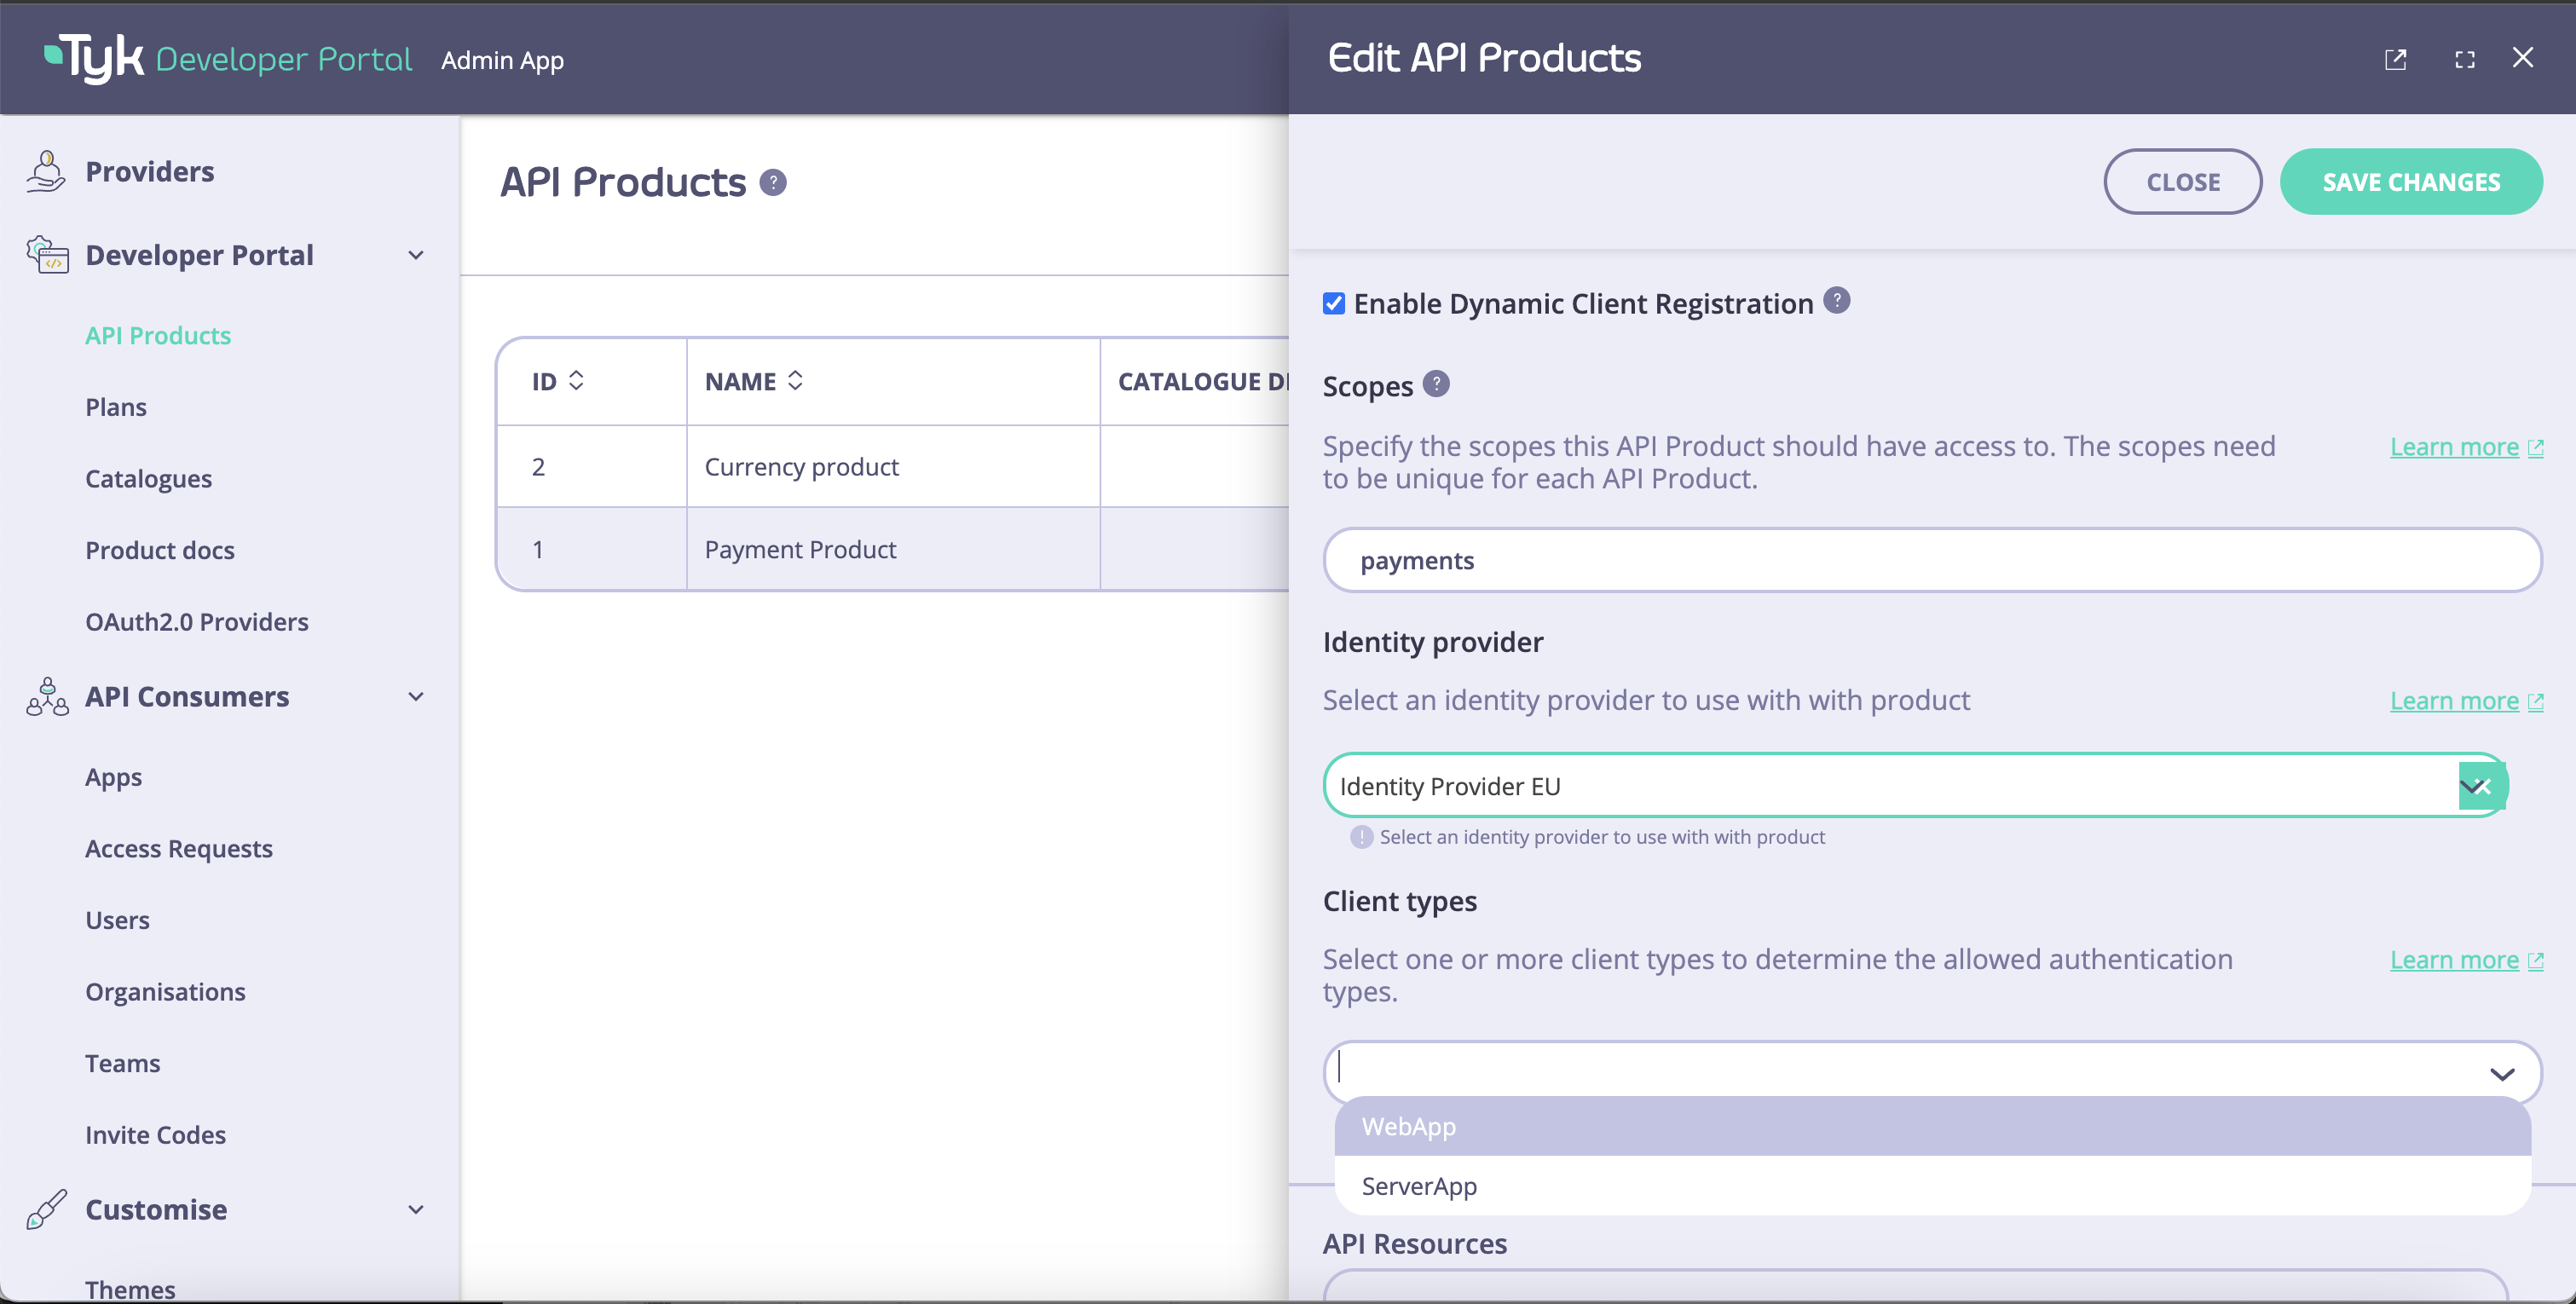 Tyk Developer Portal Admin App
Providers
Developer Portal
API Products
Plans
Catalogues
Product docs
OAuth2.0 Providers
API Consumers
Apps
Access Requests
Users
Organisations
Teams
Invite Codes
Customise
Themes
API Products ?
ID NAME CATALOGUE
2 Currency product
1 Payment Product
Edit API Products
CLOSE SAVE CHANGES
Enable Dynamic Client Registration ?
Scopes ?
Specify the scopes this API Product should have access to. The scopes need
to be unique for each API Product.
Learn more
payments
Identity provider
Select an identity provider to use with with product
Learn more
Identity Provider EU
! Select an identity provider to use with with product
Client types
Select one or more client types to determine the allowed authentication
types.
Learn more
WebApp
ServerApp
API Resources